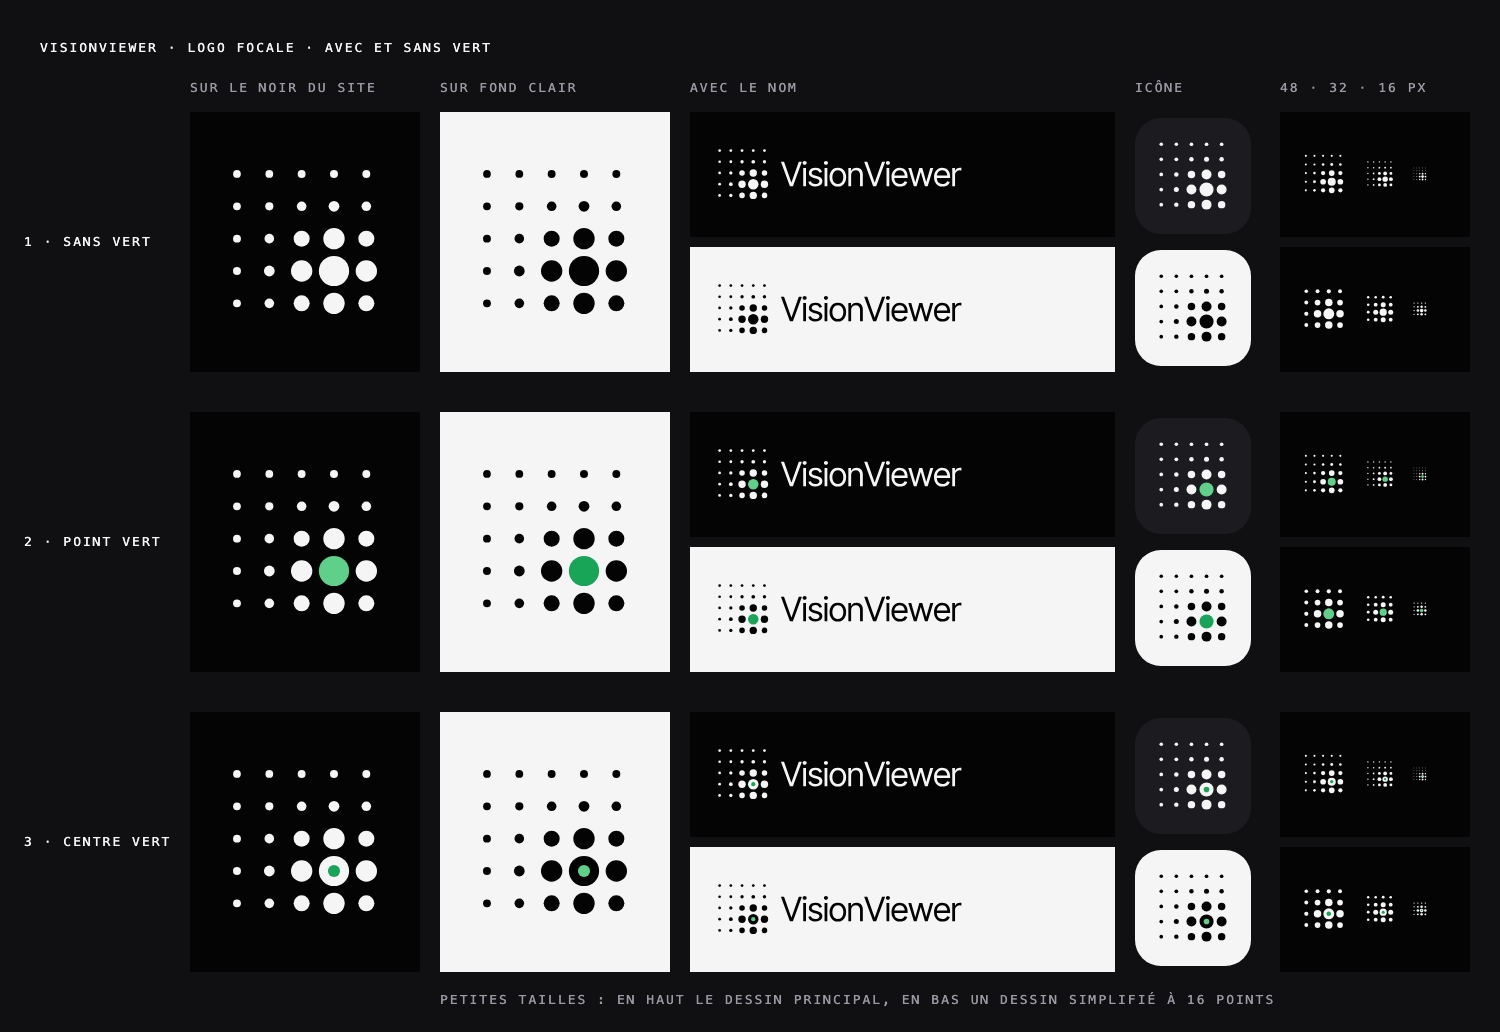 VISIONVIEWER · LOGO FOCALE · AVEC ET SANS VERT
SUR LE NOIR DU SITE
SUR FOND CLAIR
AVEC LE NOM
ICÔNE
48 · 32 · 16 PX
1 · SANS VERT
VisionViewer
VisionViewer
2 · POINT VERT
VisionViewer
VisionViewer
3 · CENTRE VERT
VisionViewer
VisionViewer
PETITES TAILLES : EN HAUT LE DESSIN PRINCIPAL, EN BAS UN DESSIN SIMPLIFIÉ À 16 POINTS